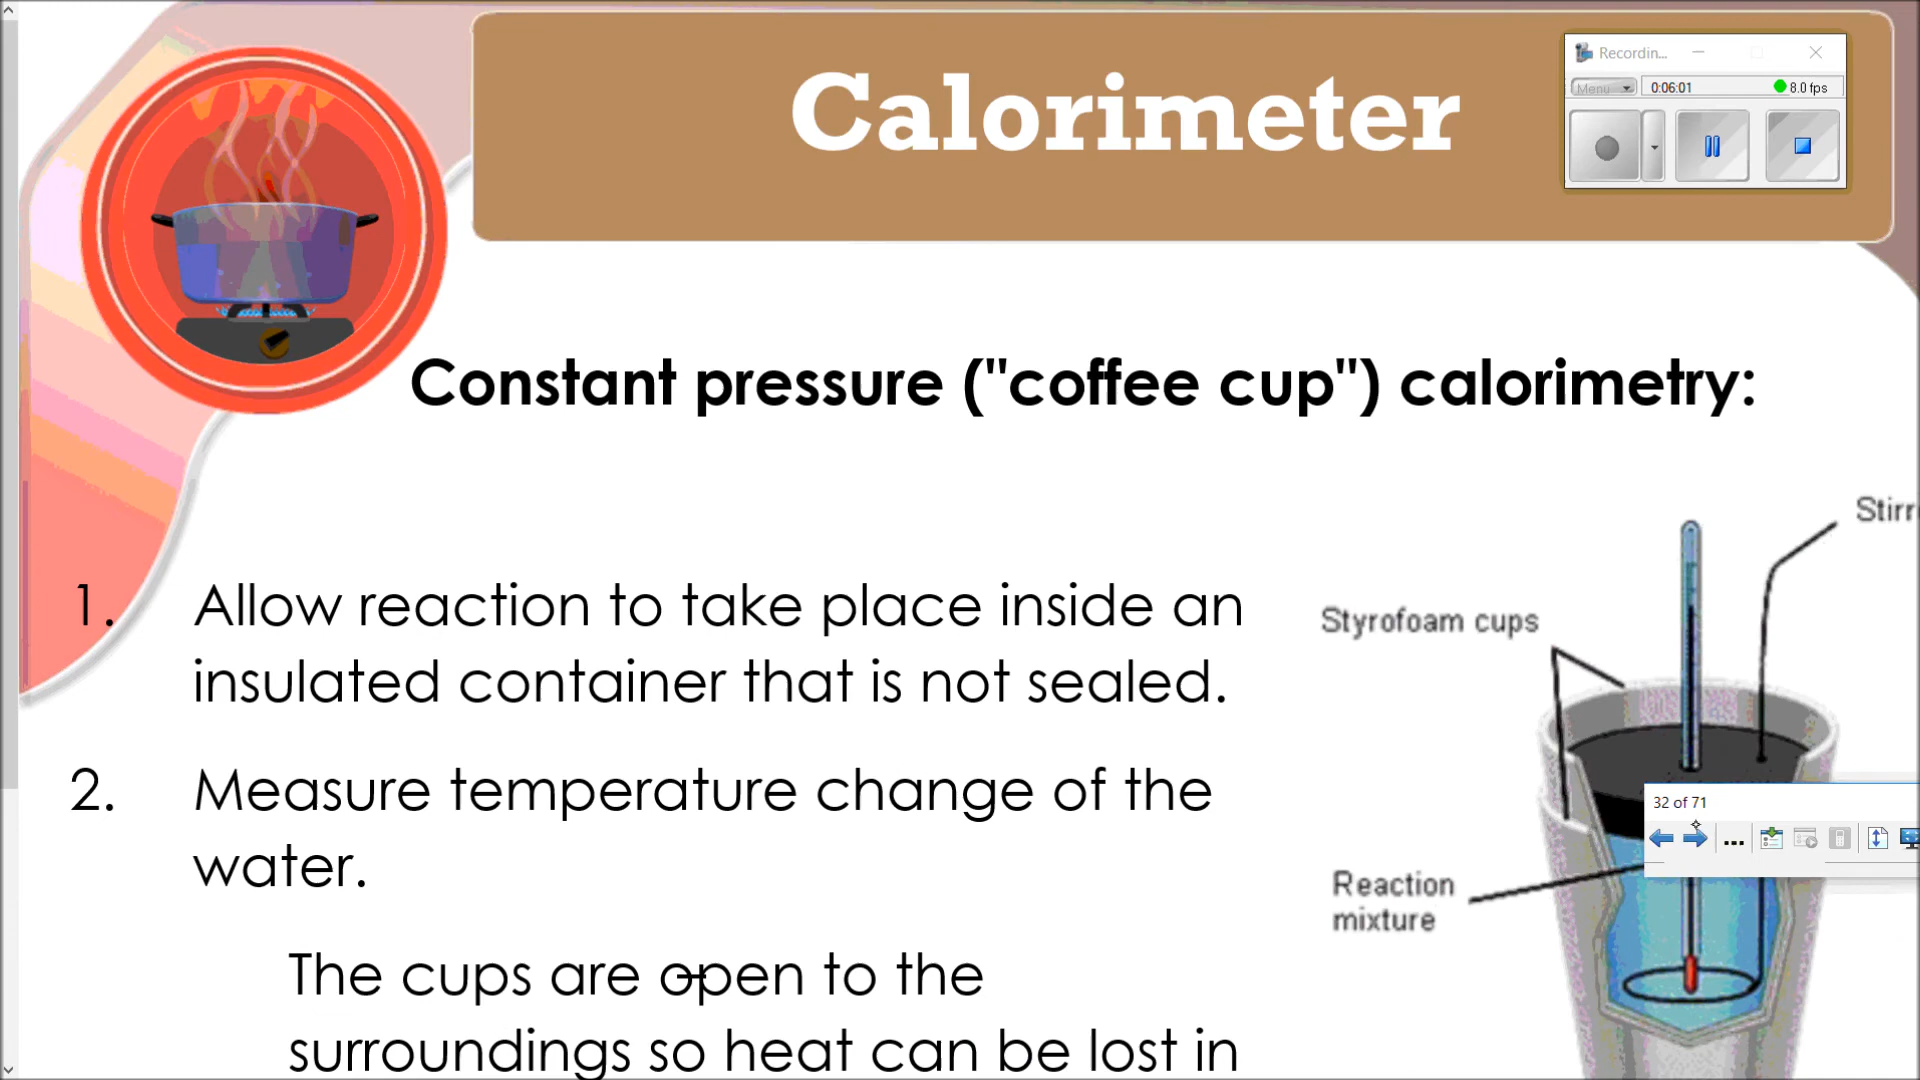 Calorimeter
Recordin...
Menu
0:06:01
8.0 fps
Constant pressure ("coffee cup") calorimetry:
1. Allow reaction to take place inside an
insulated container that is not sealed.
2. Measure temperature change of the
water.
The cups are open to the
surroundings so heat can be lost in
Stirr
Styrofoam cups
32 of 71
Reaction
mixture